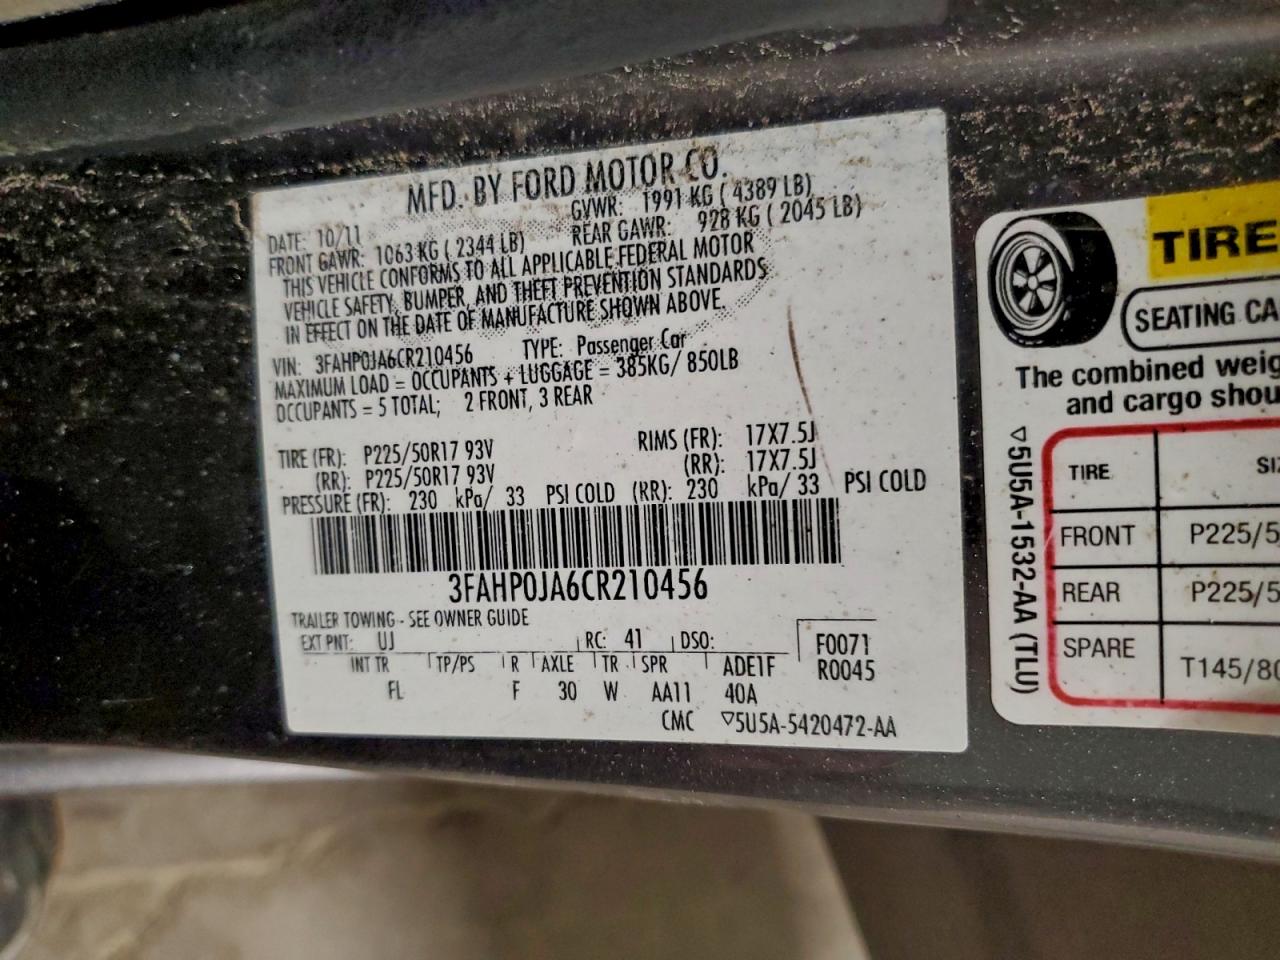 MFD. BY FORD MOTOR CO.
DATE: 10/11 GVWR: 1991 KG ( 4389 LB)
FRONT GAWR: 1063 KG ( 2344 LB) REAR GAWR: 928 KG ( 2045 LB)
THIS VEHICLE CONFORMS TO ALL APPLICABLE FEDERAL MOTOR
VEHICLE SAFETY, BUMPER, AND THEFT PREVENTION STANDARDS
IN EFFECT ON THE DATE OF MANUFACTURE SHOWN ABOVE.
VIN: 3FAHP0JA6CR210456 TYPE: Passenger Car
MAXIMUM LOAD = OCCUPANTS + LUGGAGE = 385KG/ 850LB
OCCUPANTS = 5 TOTAL; 2 FRONT, 3 REAR
TIRE (FR): P225/50R17 93V RIMS (FR): 17X7.5J
(RR): P225/50R17 93V (RR): 17X7.5J
PRESSURE (FR): 230 kPa/ 33 PSI COLD (RR): 230 kPa/ 33 PSI COLD
3FAHP0JA6CR210456
TRAILER TOWING - SEE OWNER GUIDE
EXT PNT: UJ RC: 41 DSO: F0071
R0045
INT TR TP/PS R AXLE TR SPR ADE1F
FL F 30 W AA11 40A
CMC ▽5U5A-5420472-AA
TIRE
SEATING CA
The combined weig
and cargo shou
TIRE SI
FRONT P225/5
REAR P225/5
SPARE T145/80
▽5U5A-1532-AA (TLU)